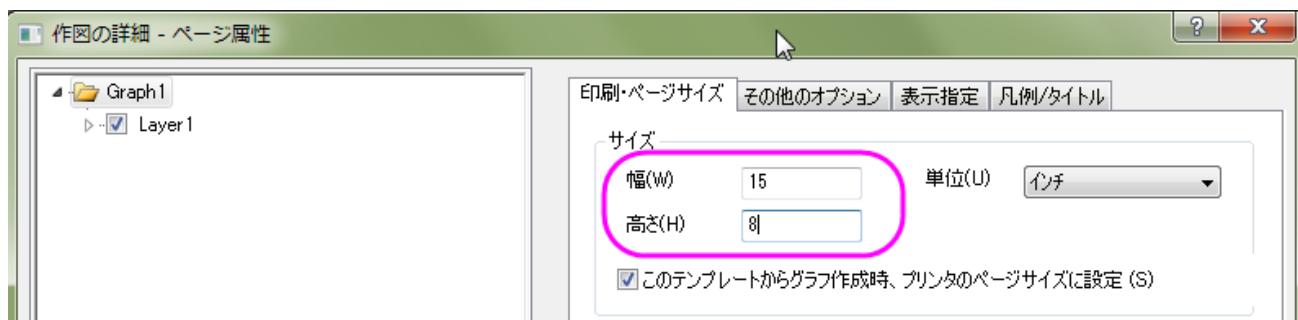 作図の詳細 - ページ属性
Graph1
Layer1
印刷・ページサイズ その他のオプション 表示指定 凡例/タイトル
サイズ
幅(W) 15 単位(U) インチ
高さ(H) 8
このテンプレートからグラフ作成時、プリンタのページサイズに設定 (S)